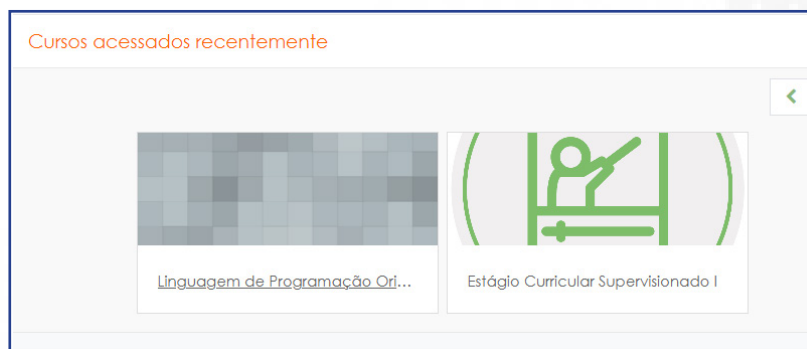 Cursos acessados recentemente
Linguagem de Programação Ori...
Estágio Curricular Supervisionado I